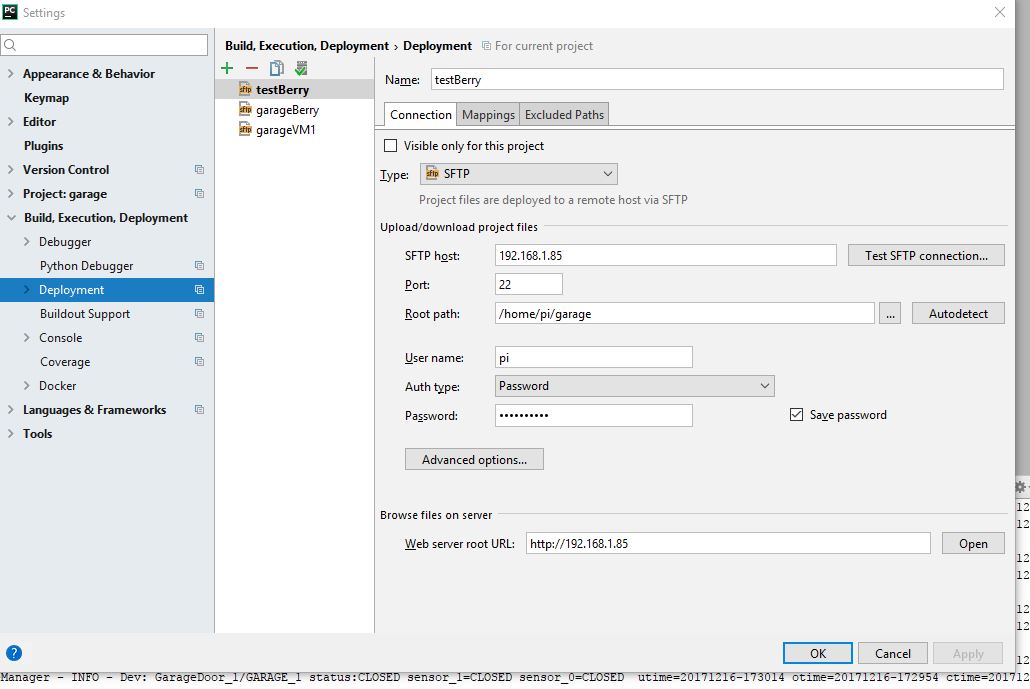 PC Settings
Build, Execution, Deployment › Deployment For current project
Appearance & Behavior
Keymap
Editor
Plugins
Version Control
Project: garage
Build, Execution, Deployment
Debugger
Python Debugger
Deployment
Buildout Support
Console
Coverage
Docker
Languages & Frameworks
Tools
sftp testBerry
sftp garageBerry
sftp garageVM1
Name: testBerry
Connection Mappings Excluded Paths
Visible only for this project
Type: sftp SFTP
Project files are deployed to a remote host via SFTP
Upload/download project files
SFTP host: 192.168.1.85 Test SFTP connection...
Port: 22
Root path: /home/pi/garage ... Autodetect
User name: pi
Auth type: Password
Password: •••••••••• Save password
Advanced options...
Browse files on server
Web server root URL: http://192.168.1.85 Open
12
12
12
12
12
12
12
? OK Cancel Apply
Manager - INFO - Dev: GarageDoor_1/GARAGE_1 status:CLOSED sensor_1=CLOSED sensor_0=CLOSED utime=20171216-173014 otime=20171216-172954 ctime=2017121